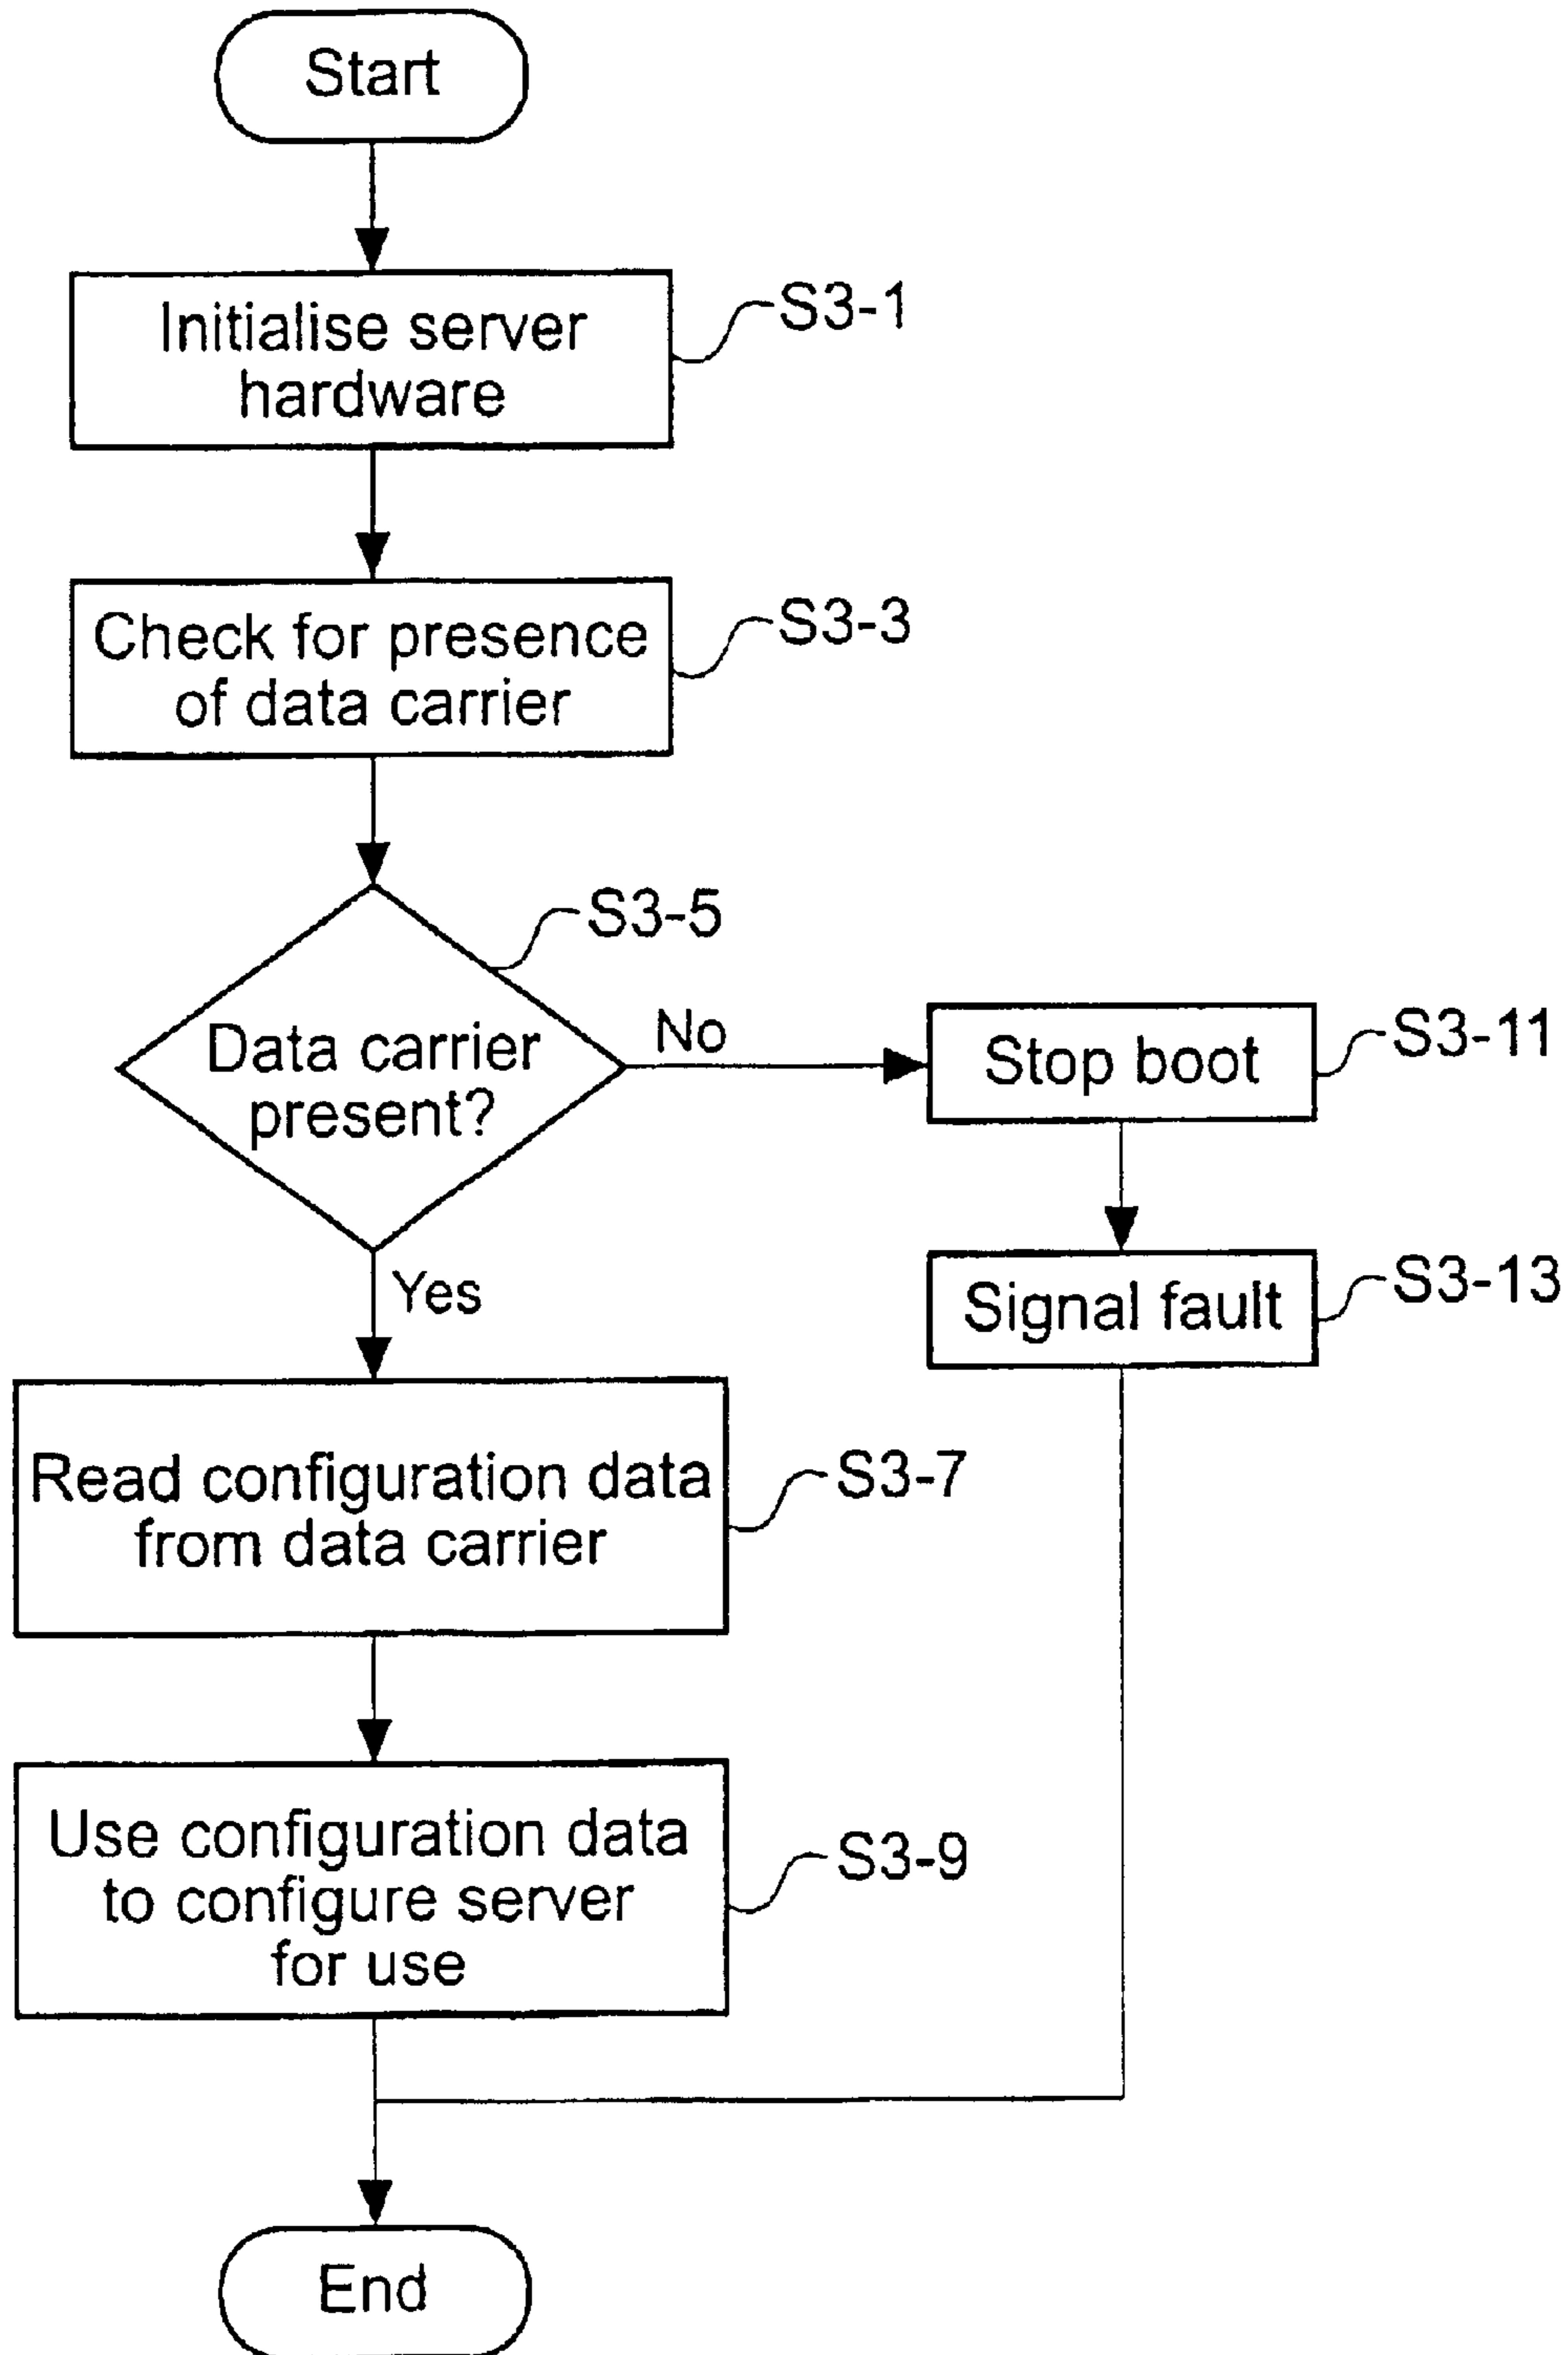 Start
Initialise server
hardware
S3-1
Check for presence
of data carrier
S3-3
S3-5
Data carrier
present?
No
Stop boot
S3-11
Yes
Signal fault
S3-13
Read configuration data
from data carrier
S3-7
Use configuration data
to configure server
for use
S3-9
End